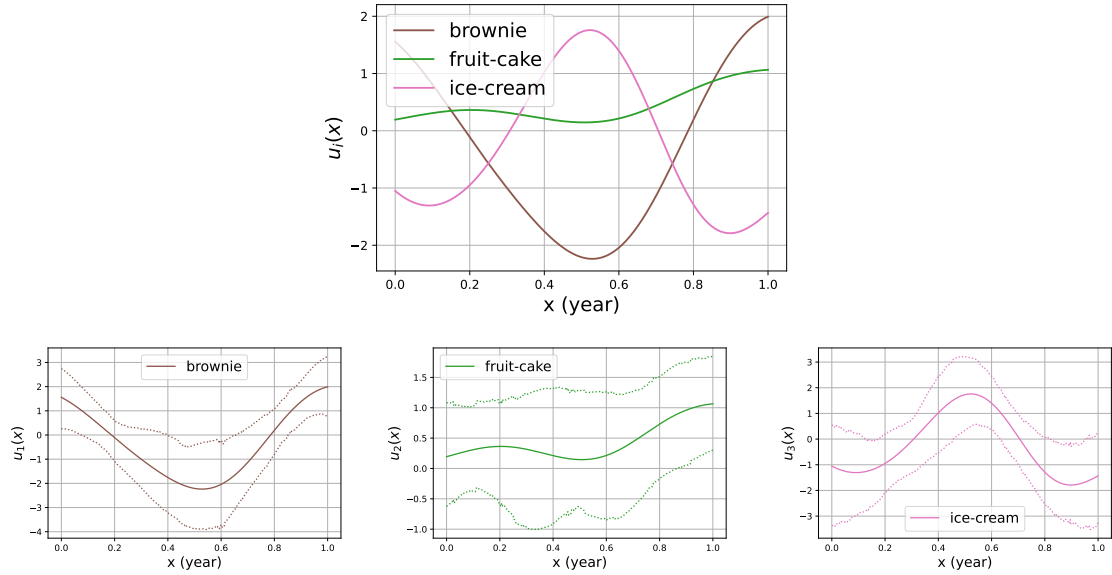 2
1
0
−1
−2
u_i(x)
brownie
fruit-cake
ice-cream
0.0 0.2 0.4 0.6 0.8 1.0
x (year)
3
2
1
0
−1
−2
−3
−4
u_1(x)
brownie
0.0 0.2 0.4 0.6 0.8 1.0
x (year)
1.5
1.0
0.5
0.0
−0.5
−1.0
u_2(x)
fruit-cake
0.0 0.2 0.4 0.6 0.8 1.0
x (year)
3
2
1
0
−1
−2
−3
u_3(x)
ice-cream
0.0 0.2 0.4 0.6 0.8 1.0
x (year)